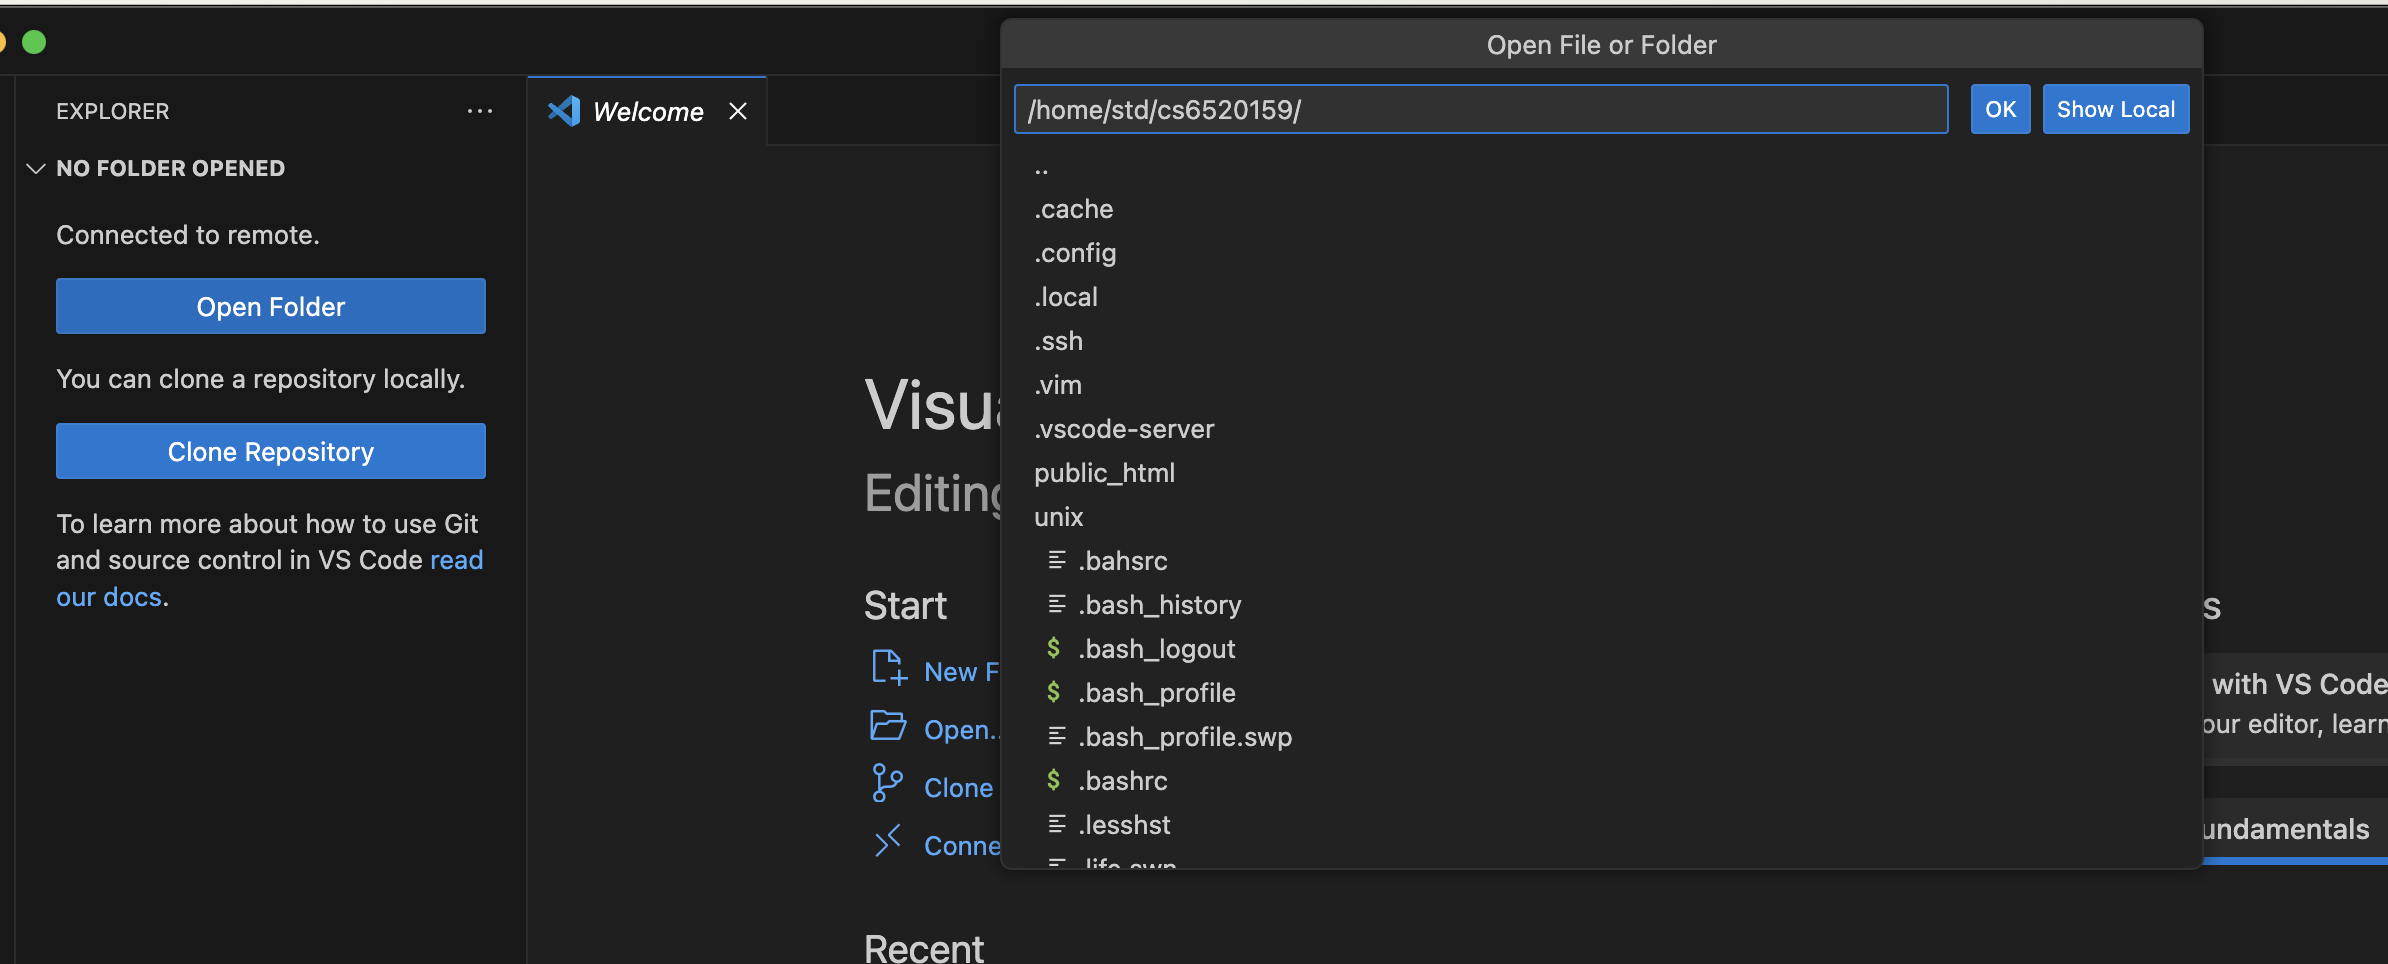 EXPLORER
NO FOLDER OPENED
Connected to remote.
Open Folder
You can clone a repository locally.
Clone Repository
To learn more about how to use Git
and source control in VS Code read
our docs.
Welcome
Editing
Start
New F
Open..
Clone
Recent
Open File or Folder
/home/std/cs6520159/
OK
Show Local
..
.cache
.config
.local
.ssh
.vim
.vscode-server
public_html
unix
.bahsrc
.bash_history
$ .bash_logout
$ .bash_profile
.bash_profile.swp
$ .bashrc
.lesshst
with VS Code
our editor, learn
undamentals